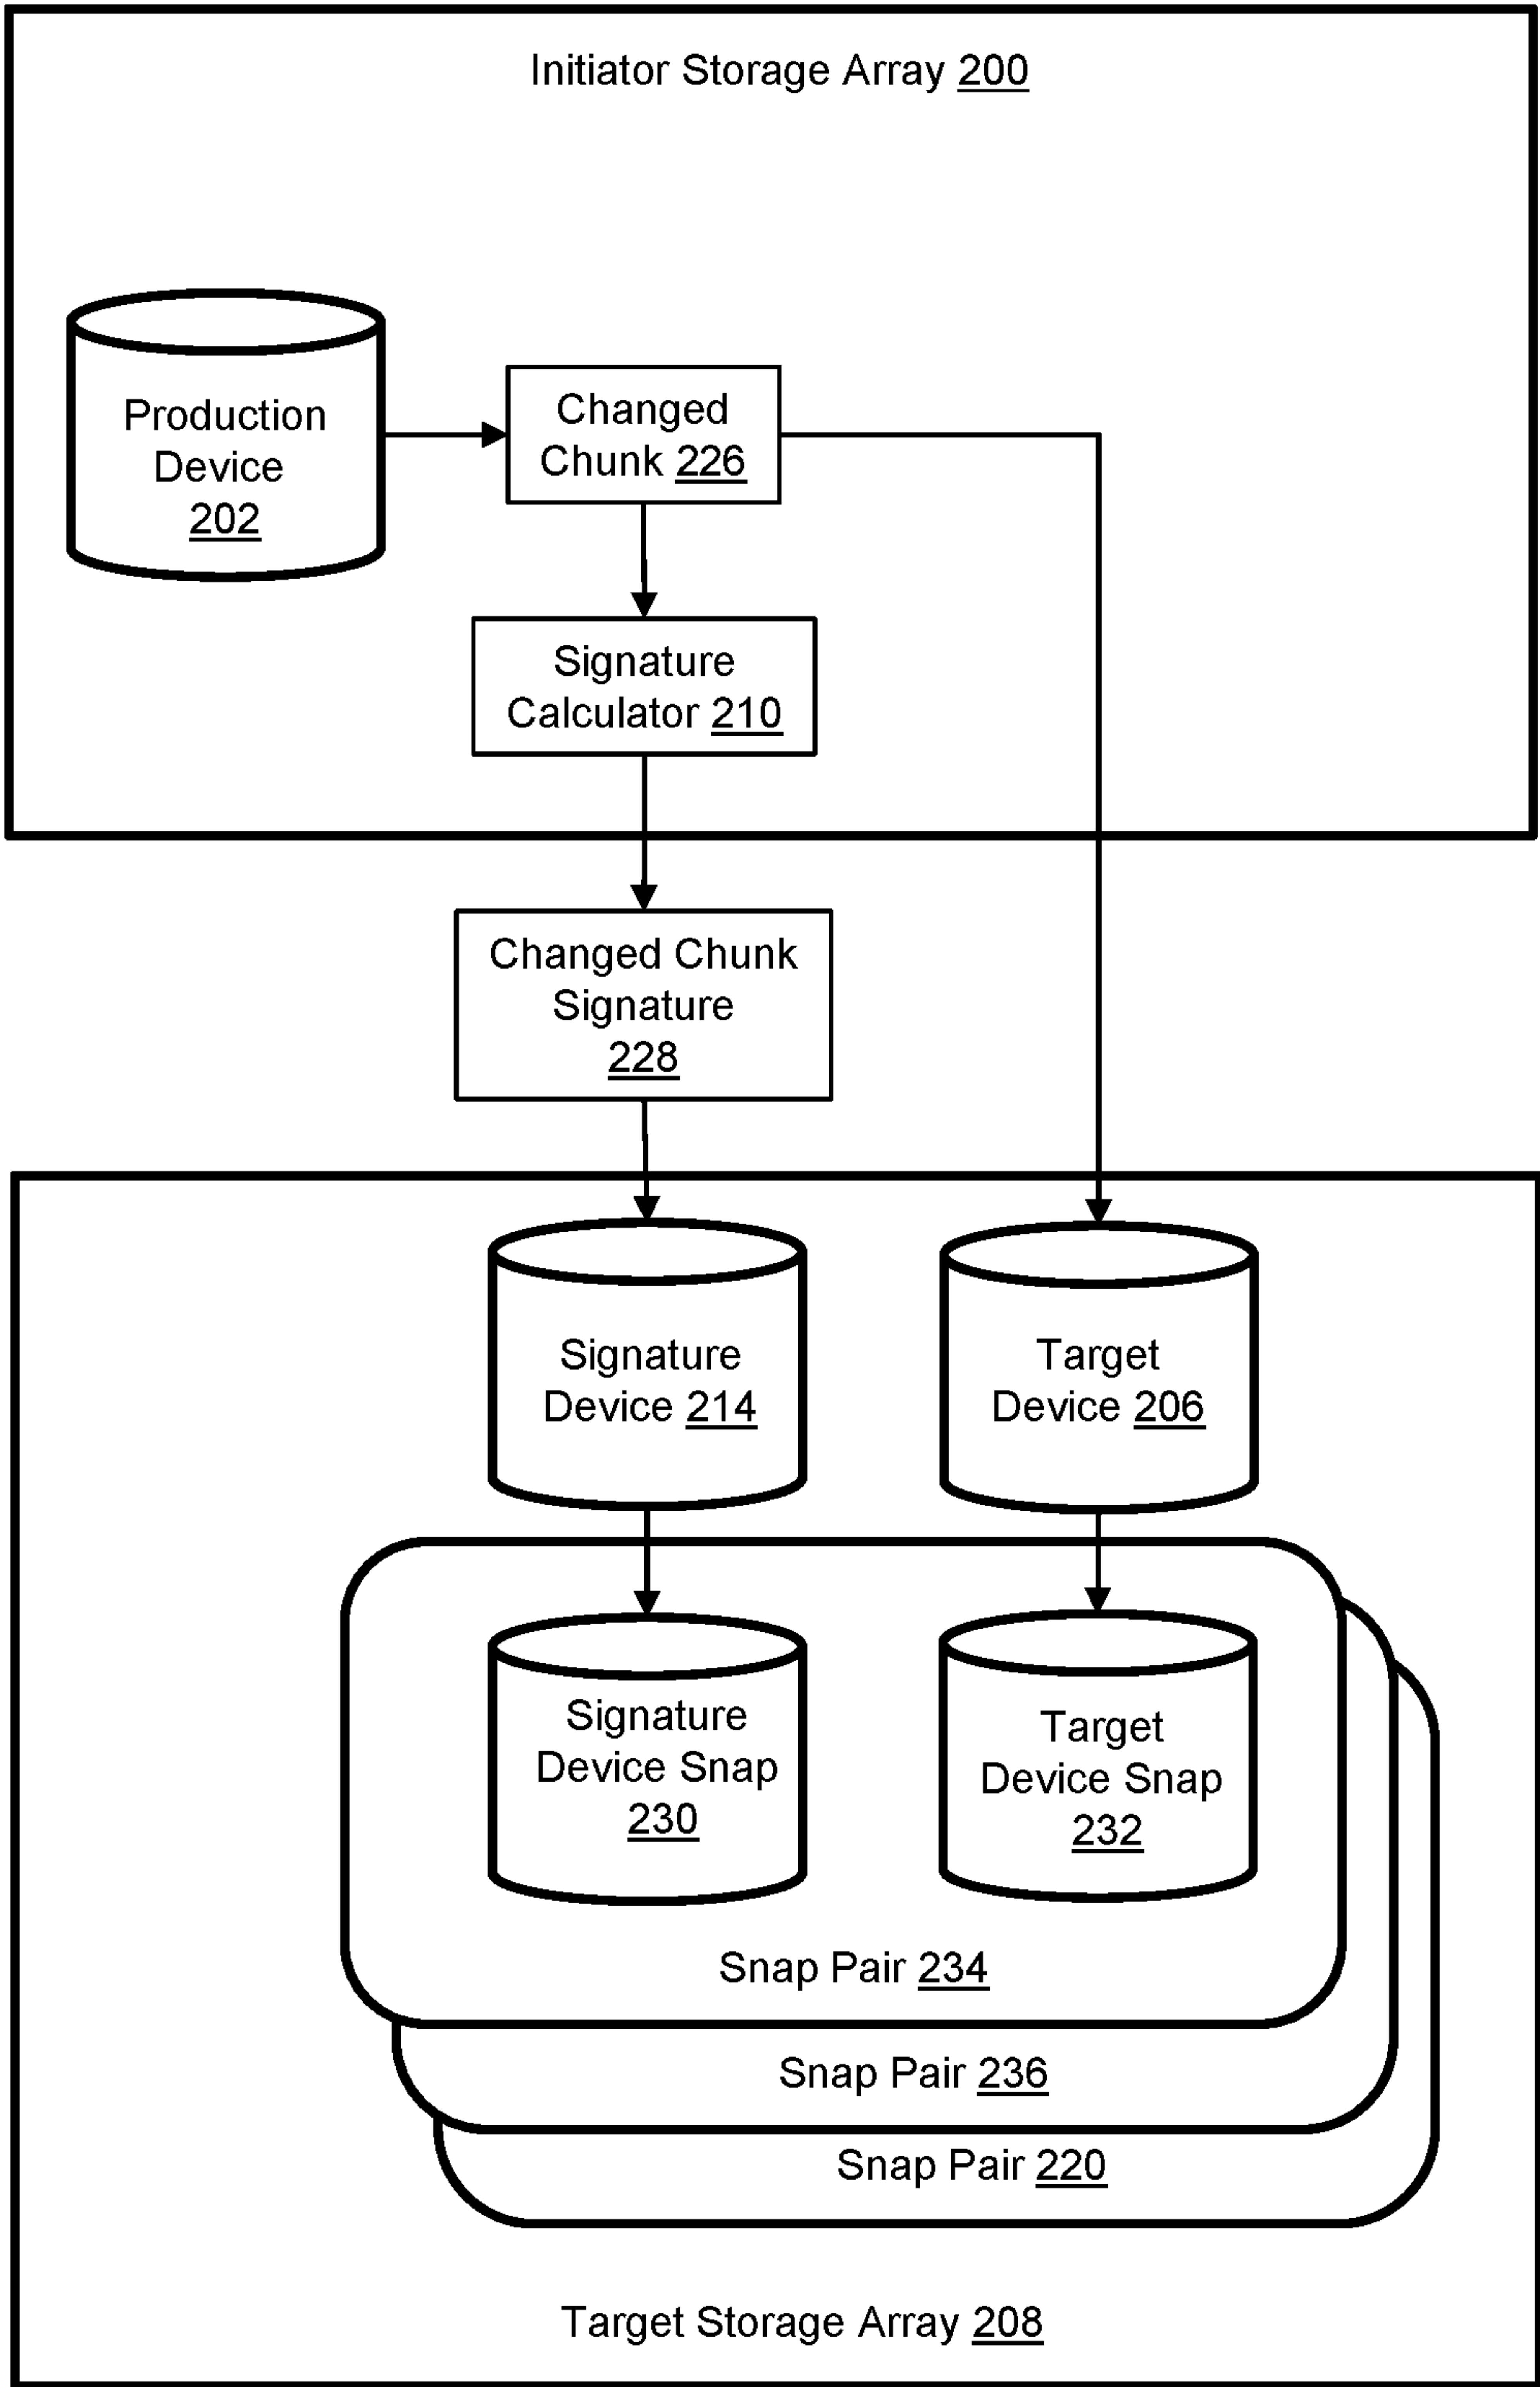 Initiator Storage Array 200
Production
Device
202
Changed
Chunk 226
Signature
Calculator 210
Changed Chunk
Signature
228
Signature
Device 214
Target
Device 206
Signature
Device Snap
230
Target
Device Snap
232
Snap Pair 234
Snap Pair 236
Snap Pair 220
Target Storage Array 208